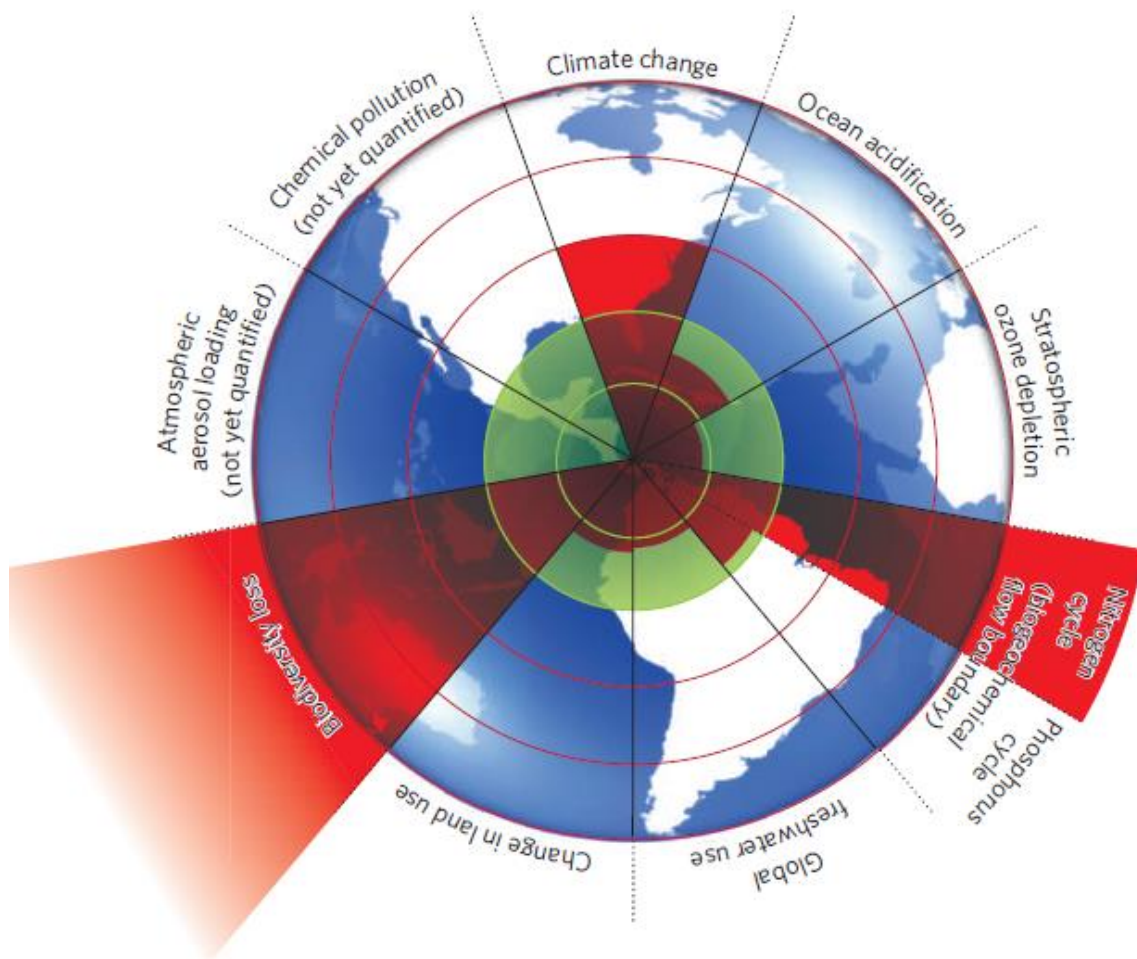 Climate change
Ocean acidification
Stratospheric
ozone depletion
Nitrogen
cycle
(biogeochemical
flow boundary)
Phosphorus
cycle
Global
freshwater use
Change in land use
Biodiversity loss
Atmospheric
aerosol loading
(not yet quantified)
Chemical pollution
(not yet quantified)